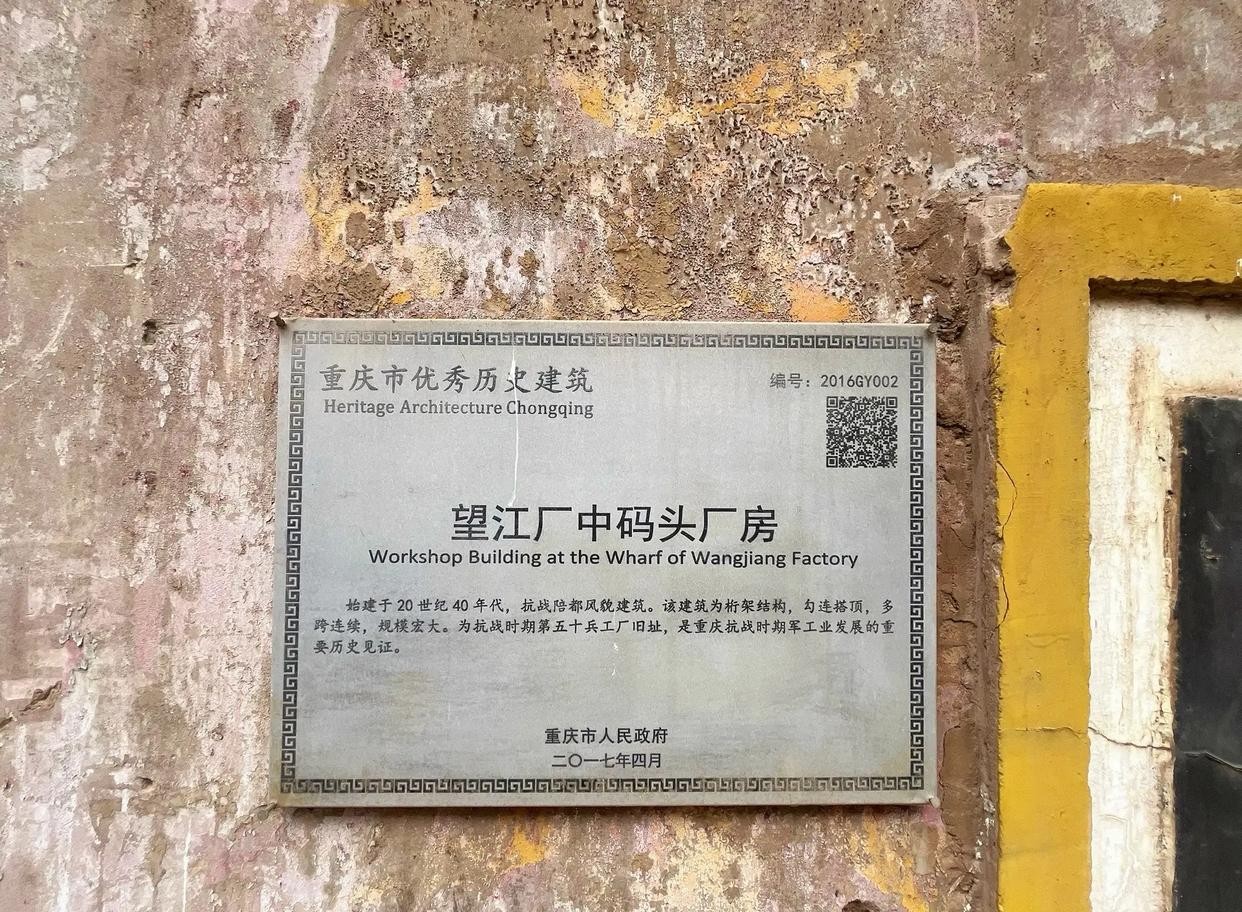 重庆市优秀历史建筑
Heritage Architecture Chongqing
编号：2016GY002
望江厂中码头厂房
Workshop Building at the Wharf of Wangjiang Factory
始建于 20 世纪 40 年代，抗战陪都风貌建筑。该建筑为桁架结构，勾连搭顶，多
跨连续，规模宏大。为抗战时期第五十兵工厂旧址，是重庆抗战时期军工业发展的重
要历史见证。
重庆市人民政府
二〇一七年四月